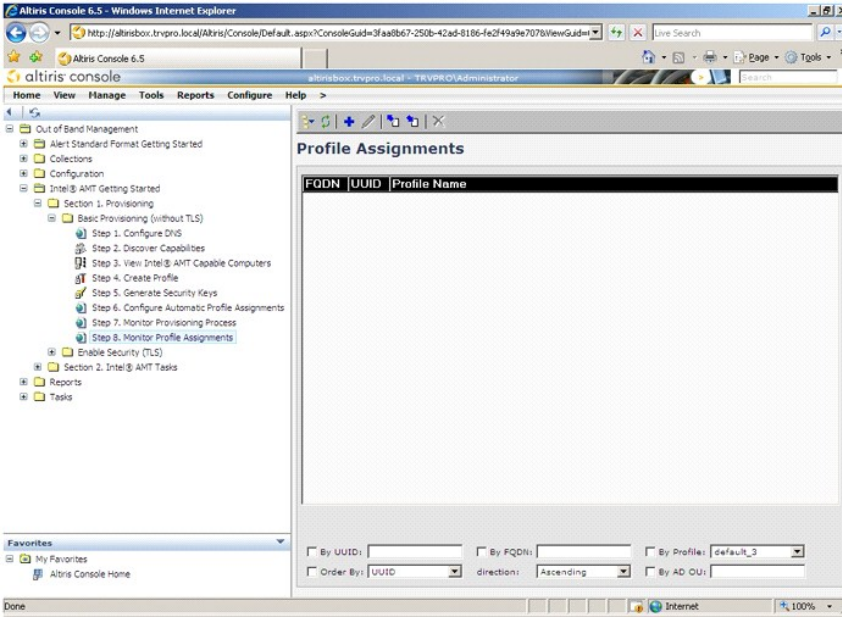 Altiris Console 6.5 - Windows Internet Explorer
http://altirisbox.trvpro.local/Altiris/Console/Default.aspx?ConsoleGuid=3faa8b67-250b-42ad-8186-fe2f49a9e707&ViewGuid=
Live Search
Altiris Console 6.5
Page
Tools
altiris console
altirisbox.trvpro.local - TRVPRO\Administrator
Search
Home View Manage Tools Reports Configure Help >
Out of Band Management
Alert Standard Format Getting Started
Collections
Configuration
Intel® AMT Getting Started
Section 1. Provisioning
Basic Provisioning (without TLS)
Step 1. Configure DNS
Step 2. Discover Capabilities
Step 3. View Intel® AMT Capable Computers
Step 4. Create Profile
Step 5. Generate Security Keys
Step 6. Configure Automatic Profile Assignments
Step 7. Monitor Provisioning Process
Step 8. Monitor Profile Assignments
Enable Security (TLS)
Section 2. Intel® AMT Tasks
Reports
Tasks
Profile Assignments
FQDN UUID Profile Name
Favorites
My Favorites
Altiris Console Home
By UUID: By FQDN: By Profile: default_3
Order By: UUID direction: Ascending By AD OU:
Done
Internet
100%